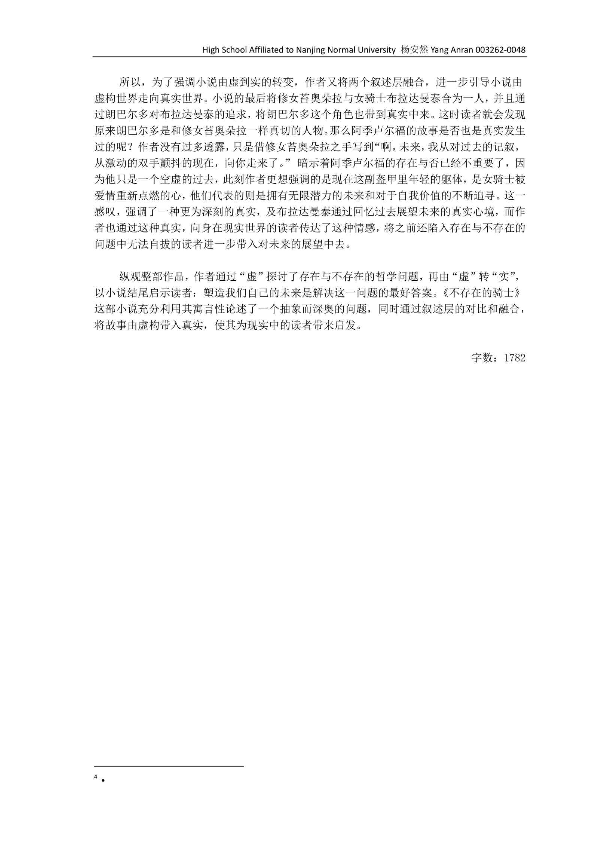 High School Affiliated to Nanjing Normal University 杨安然 Yang Anran 003262-0048
所以，为了强调小说由虚到实的转变，作者又将两个叙述层融合，进一步引导小说由
虚构世界走向真实世界。小说的最后将修女苔奥朵拉与女骑士布拉达曼泰合为一人，并且通
过朗巴尔多对布拉达曼泰的追求，将朗巴尔多这个角色也带到真实中来。这时读者就会发现
原来朗巴尔多是和修女苔奥朵拉一样真切的人物，那么阿季卢尔福的故事是否也是真实发生
过的呢？作者没有过多透露，只是借修女苔奥朵拉之手写到“啊，未来，我从对过去的记叙，
从激动的双手颤抖的现在，向你走来了。” 暗示着阿季卢尔福的存在与否已经不重要了，因
为他只是一个空虚的过去，此刻作者更想强调的是现在这副盔甲里年轻的躯体，是女骑士被
爱情重新点燃的心，他们代表的则是拥有无限潜力的未来和对于自我价值的不断追寻。这一
感叹，强调了一种更为深刻的真实，及布拉达曼泰通过回忆过去展望未来的真实心境，而作
者也通过这种真实，向身在现实世界的读者传达了这种情感，将之前还陷入存在与不存在的
问题中无法自拔的读者进一步带入对未来的展望中去。
纵观整部作品，作者通过“虚”探讨了存在与不存在的哲学问题，再由“虚”转“实”，
以小说结尾启示读者：塑造我们自己的未来是解决这一问题的最好答案。《不存在的骑士》
这部小说充分利用其寓言性论述了一个抽象而深奥的问题，同时通过叙述层的对比和融合，
将故事由虚构带入真实，使其为现实中的读者带来启发。
字数：1782
4 .